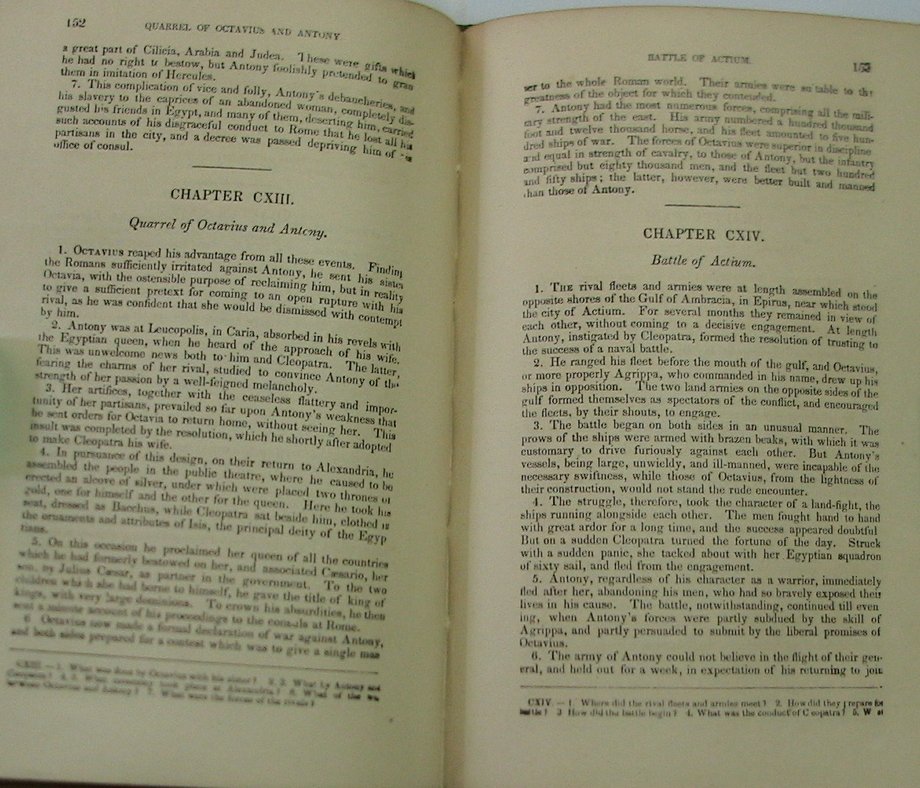 152
QUARREL OF OCTAVIUS AND ANTONY
a great part of Cilicia, Arabia and Judea. These were gifts which
he had no right to bestow, but Antony foolishly pretended to gran
them in imitation of Hercules.
7. This complication of vice and folly, Antony's debaucheries, and
his slavery to the caprices of an abandoned woman, completely dis-
gusted his friends in Egypt, and many of them, deserting him, carried
such accounts of his disgraceful conduct to Rome that he lost all his
partisans in the city, and a decree was passed depriving him of
office of consul.
CHAPTER CXIII.
Quarrel of Octavius and Antony.
1. OCTAVIUS reaped his advantage from all these events. Finding
the Romans sufficiently irritated against Antony, he sent his sister
Octavia, with the ostensible purpose of reclaiming him, but in reality
to give a sufficient pretext for coming to an open rupture with his
rival, as he was confident that she would be dismissed with contempt
by him.
2. Antony was at Leucopolis, in Caria, absorbed in his revels with
the Egyptian queen, when he heard of the approach of his wife.
This was unwelcome news both to him and Cleopatra. The latter,
fearing the charms of her rival, studied to convince Antony of the
strength of her passion by a well-feigned melancholy.
3. Her artifices, together with the ceaseless flattery and impor-
tunity of her partisans, prevailed so far upon Antony's weakness that
he sent orders for Octavia to return home, without seeing her. This
insult was completed by the resolution, which he shortly after adopted
to make Cleopatra his wife.
4. In pursuance of this design, on their return to Alexandria, he
assembled the people in the public theatre, where he caused to be
erected an alcove of silver, under which were placed two thrones of
gold, one for himself and the other for the queen. Here he took his
seat, dressed as Bacchus, while Cleopatra sat beside him, clothed in
the ornaments and attributes of Isis, the principal deity of the Egyp
tians.
5. On this occasion he proclaimed her queen of all the countries
which he had formerly bestowed on her, and associated Cæsario, her
son, by Julius Cæsar, as partner in the government. To the two
children which she had borne to himself, he gave the title of king of
kings, with very large dominions. To crown his absurdities, he then
sent a minute account of his proceedings to the consuls at Rome.
6 Octavius now made a formal declaration of war against Antony,
and both sides prepared for a contest which was to give a single mas
CXIII — 1. What was done by Octavius with his sister? 2, 3. What by Antony and
Cleopatra? 4, 5. What ceremony took place at Alexandria? 6. What of the wa
between Octavius and Antony? 7. What were the forces of the rivals?
BATTLE OF ACTIUM.
153
ter to the whole Roman world. Their armies were suitable to the
greatness of the object for which they contended.
7. Antony had the most numerous forces, comprising all the mili-
tary strength of the east. His army numbered a hundred thousand
foot and twelve thousand horse, and his fleet amounted to five hun-
dred ships of war. The forces of Octavius were superior in discipline
and equal in strength of cavalry, to those of Antony, but the infantry
comprised but eighty thousand men, and the fleet but two hundred
and fifty ships; the latter, however, were better built and manned
than those of Antony.
CHAPTER CXIV.
Battle of Actium.
1. THE rival fleets and armies were at length assembled on the
opposite shores of the Gulf of Ambracia, in Epirus, near which stood
the city of Actium. For several months they remained in view of
each other, without coming to a decisive engagement. At length
Antony, instigated by Cleopatra, formed the resolution of trusting to
the success of a naval battle.
2. He ranged his fleet before the mouth of the gulf, and Octavius,
or more properly Agrippa, who commanded in his name, drew up his
ships in opposition. The two land armies on the opposite sides of the
gulf formed themselves as spectators of the conflict, and encouraged
the fleets, by their shouts, to engage.
3. The battle began on both sides in an unusual manner. The
prows of the ships were armed with brazen beaks, with which it was
customary to drive furiously against each other. But Antony's
vessels, being large, unwieldy, and ill-manned, were incapable of the
necessary swiftness, while those of Octavius, from the lightness of
their construction, would not stand the rude encounter.
4. The struggle, therefore, took the character of a land-fight, the
ships running alongside each other. The men fought hand to hand
with great ardor for a long time, and the success appeared doubtful
But on a sudden Cleopatra turned the fortune of the day. Struck
with a sudden panic, she tacked about with her Egyptian squadron
of sixty sail, and fled from the engagement.
5. Antony, regardless of his character as a warrior, immediately
fled after her, abandoning his men, who had so bravely exposed their
lives in his cause. The battle, notwithstanding, continued till even
ing, when Antony's forces were partly subdued by the skill of
Agrippa, and partly persuaded to submit by the liberal promises of
Octavius.
6. The army of Antony could not believe in the flight of their gen-
eral, and held out for a week, in expectation of his returning to join
CXIV — 1 Where did the rival fleets and armies meet? 2. How did they prepare for
battle? 3 How did the battle begin? 4. What was the conduct of Cleopatra? 5. W at